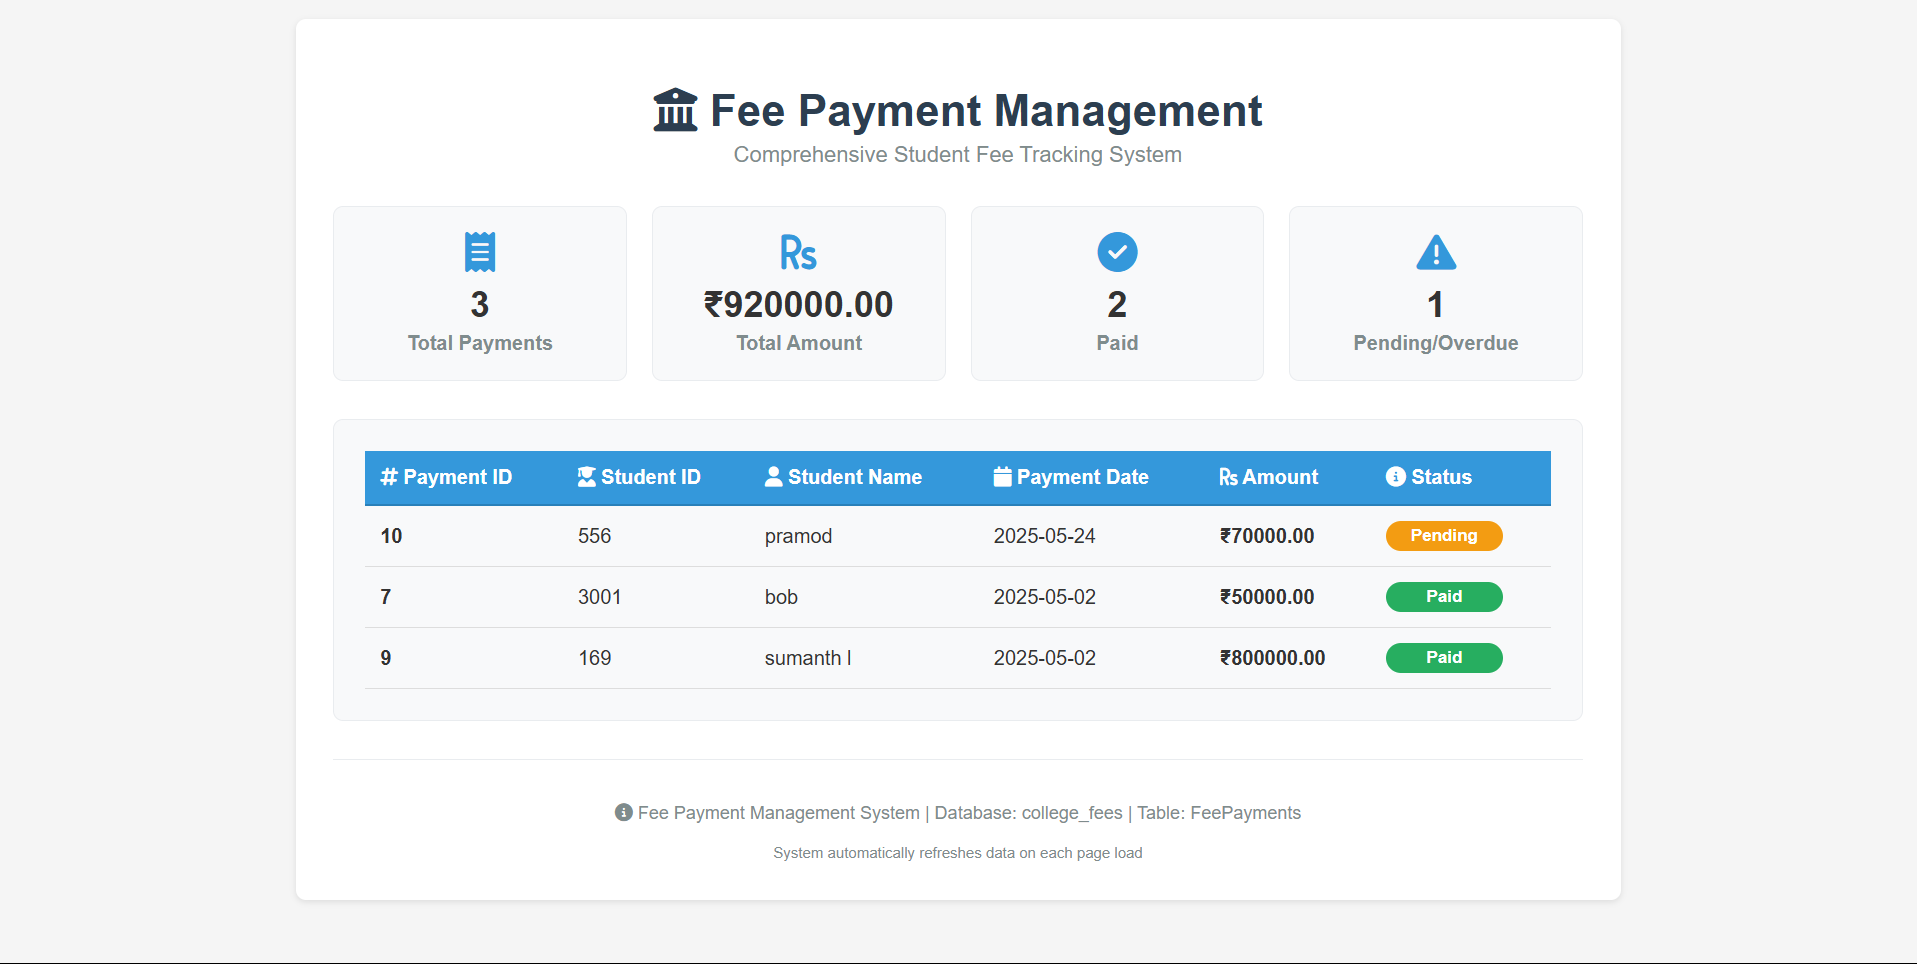 Fee Payment Management
Comprehensive Student Fee Tracking System
3
Total Payments
Rs
₹920000.00
Total Amount
2
Paid
1
Pending/Overdue
# Payment ID Student ID Student Name Payment Date Rs Amount Status
10 556 pramod 2025-05-24 ₹70000.00 Pending
7 3001 bob 2025-05-02 ₹50000.00 Paid
9 169 sumanth l 2025-05-02 ₹800000.00 Paid
Fee Payment Management System | Database: college_fees | Table: FeePayments
System automatically refreshes data on each page load